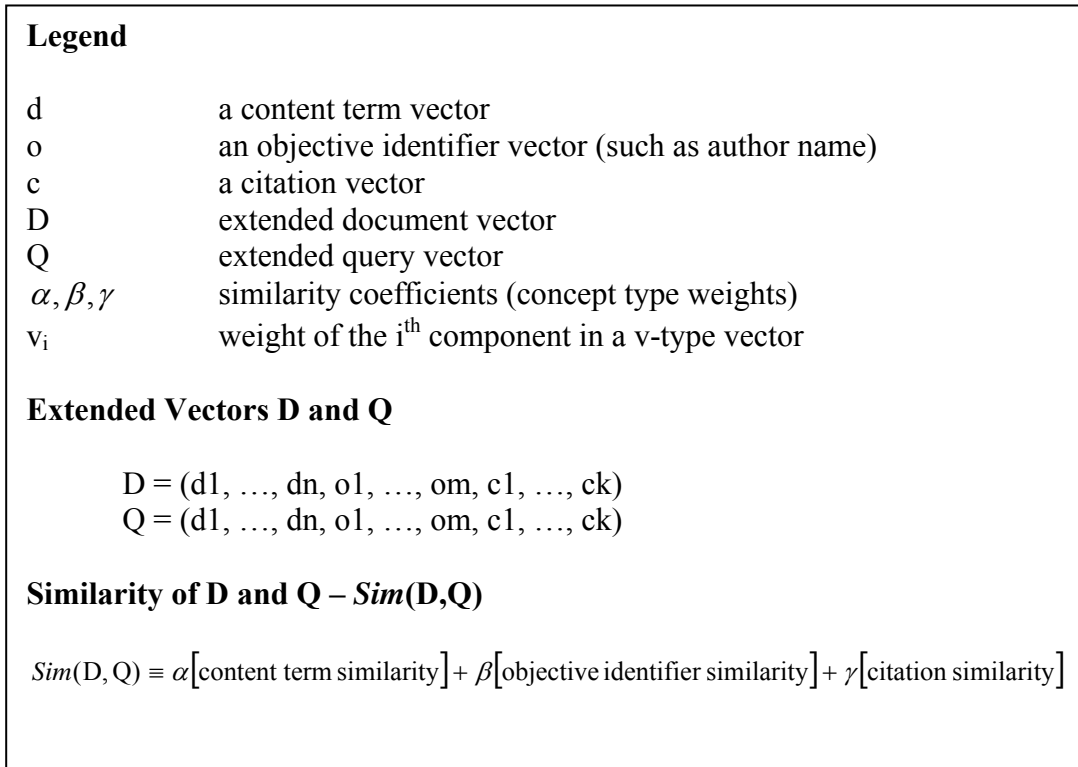 Legend
d a content term vector
o an objective identifier vector (such as author name)
c a citation vector
D extended document vector
Q extended query vector
α, β, γ similarity coefficients (concept type weights)
vᵢ weight of the iᵗʰ component in a v-type vector
Extended Vectors D and Q
D = (d1, …, dn, o1, …, om, c1, …, ck)
Q = (d1, …, dn, o1, …, om, c1, …, ck)
Similarity of D and Q – Sim(D,Q)
Sim(D, Q) ≡ α[content term similarity] + β[objective identifier similarity] + γ[citation similarity]